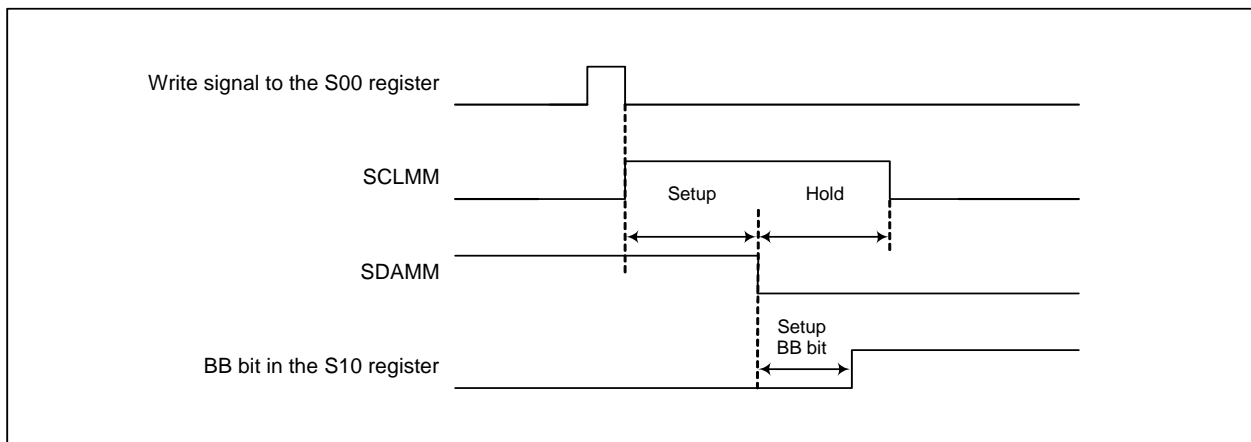 Write signal to the S00 register
SCLMM
Setup
Hold
SDAMM
Setup
BB bit
BB bit in the S10 register